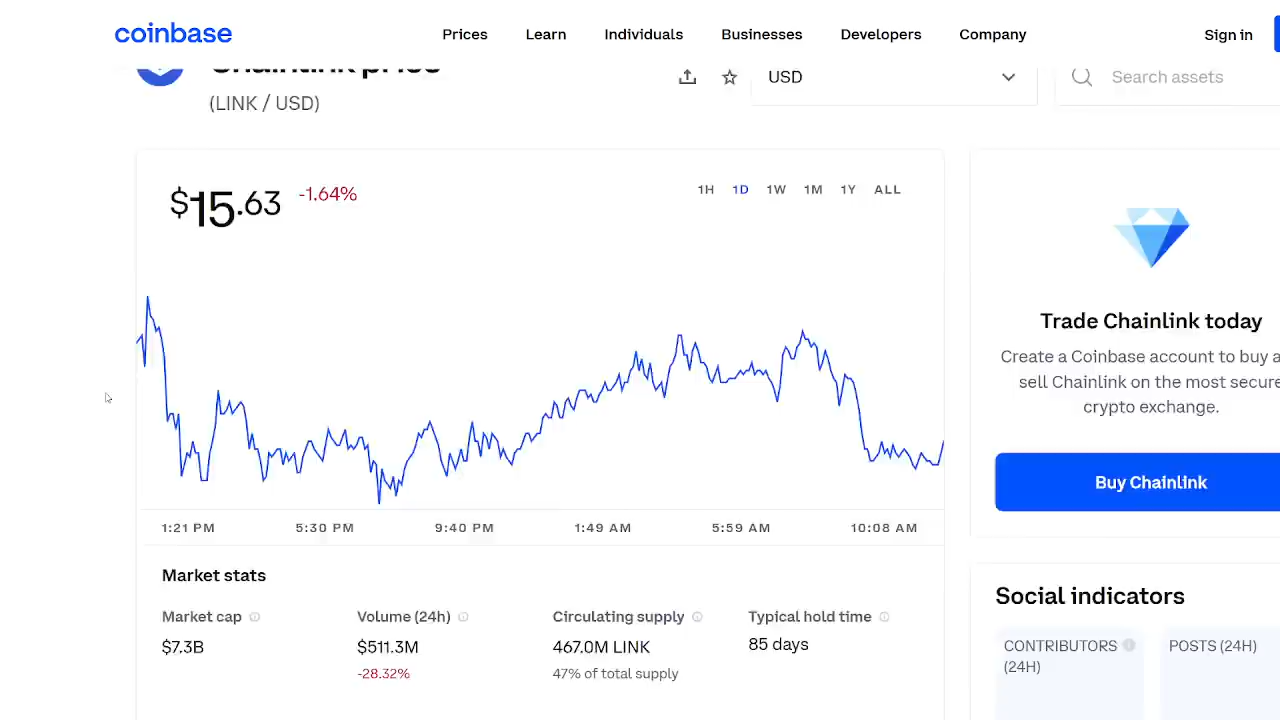 coinbase
Prices
Learn
Individuals
Businesses
Developers
Company
Sign in
Chainlink price
(LINK / USD)
USD
Search assets
$15.63
-1.64%
1H
1D
1W
1M
1Y
ALL
1:21 PM
5:30 PM
9:40 PM
1:49 AM
5:59 AM
10:08 AM
Trade Chainlink today
Create a Coinbase account to buy a
sell Chainlink on the most secure
crypto exchange.
Buy Chainlink
Market stats
Market cap
$7.3B
Volume (24h)
$511.3M
-28.32%
Circulating supply
467.0M LINK
47% of total supply
Typical hold time
85 days
Social indicators
CONTRIBUTORS
(24H)
POSTS (24H)